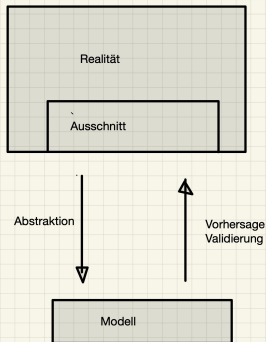 Realität
Ausschnitt
Abstraktion
Vorhersage
Validierung
Modell